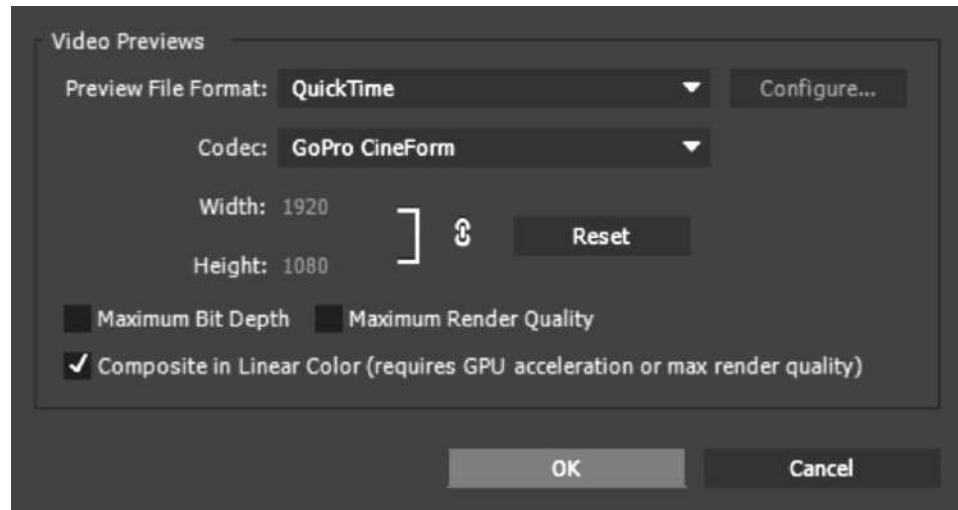 Video Previews
Preview File Format: QuickTime Configure...
Codec: GoPro CineForm
Width: 1920
Reset
Height: 1080
Maximum Bit Depth Maximum Render Quality
Composite in Linear Color (requires GPU acceleration or max render quality)
OK Cancel